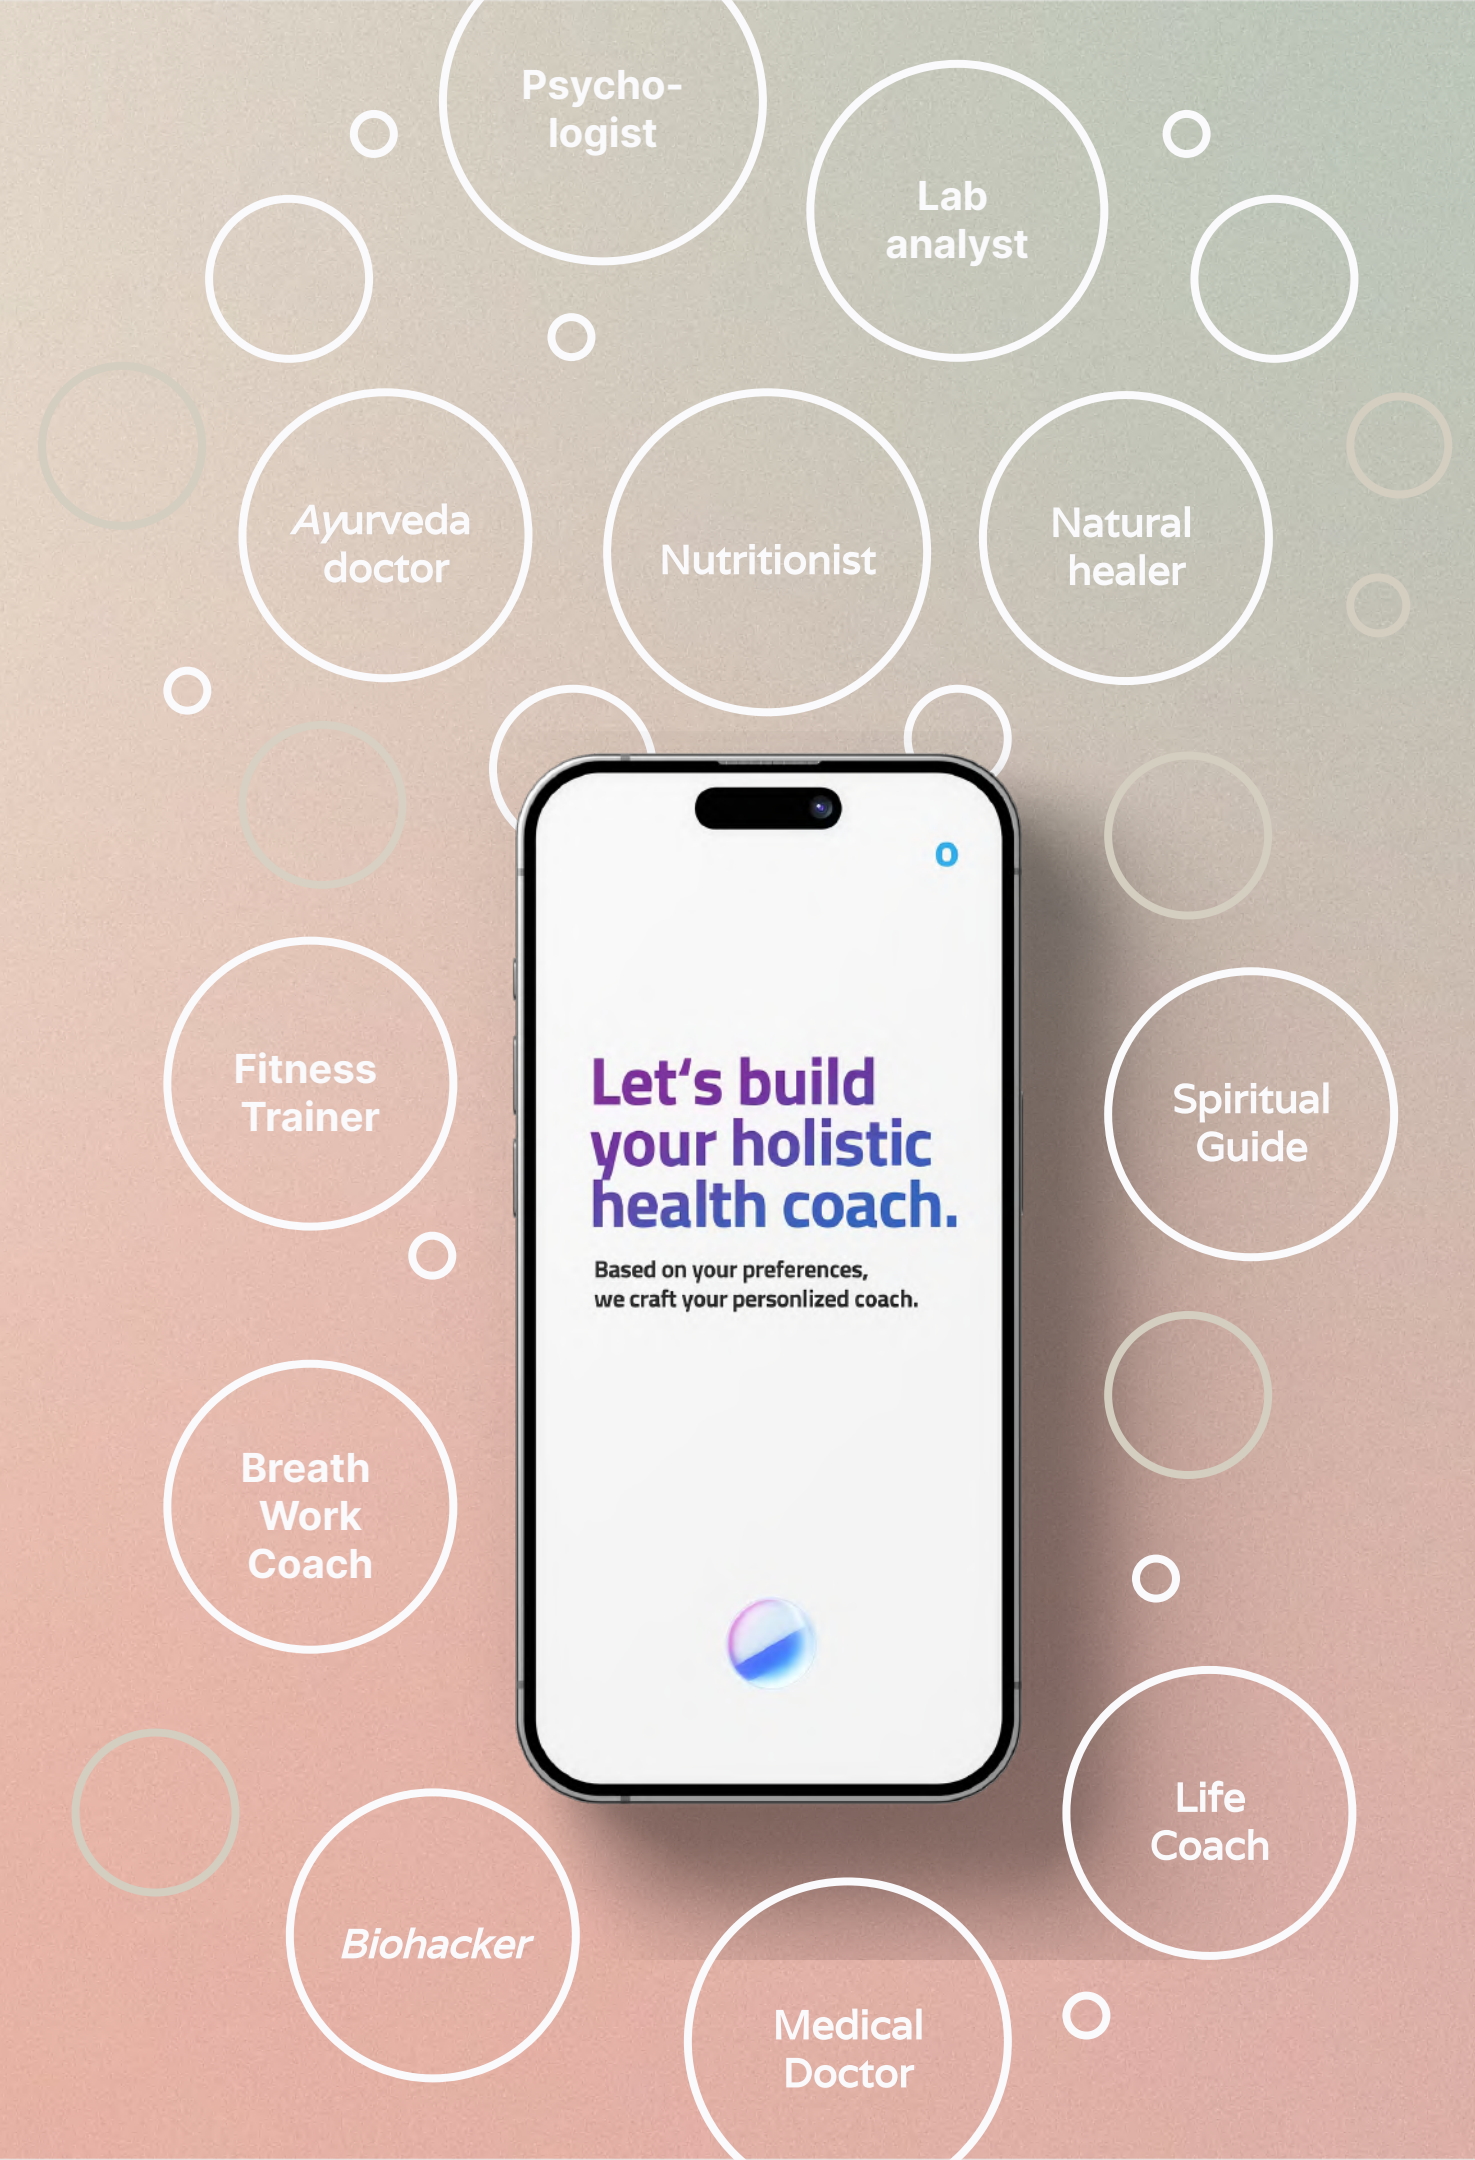 Psycho-
logist
Lab
analyst
Ayurveda
doctor
Nutritionist
Natural
healer
o
Let‘s build
your holistic
health coach.
Based on your preferences,
we craft your personlized coach.
Fitness
Trainer
Spiritual
Guide
Breath
Work
Coach
Life
Coach
Biohacker
Medical
Doctor